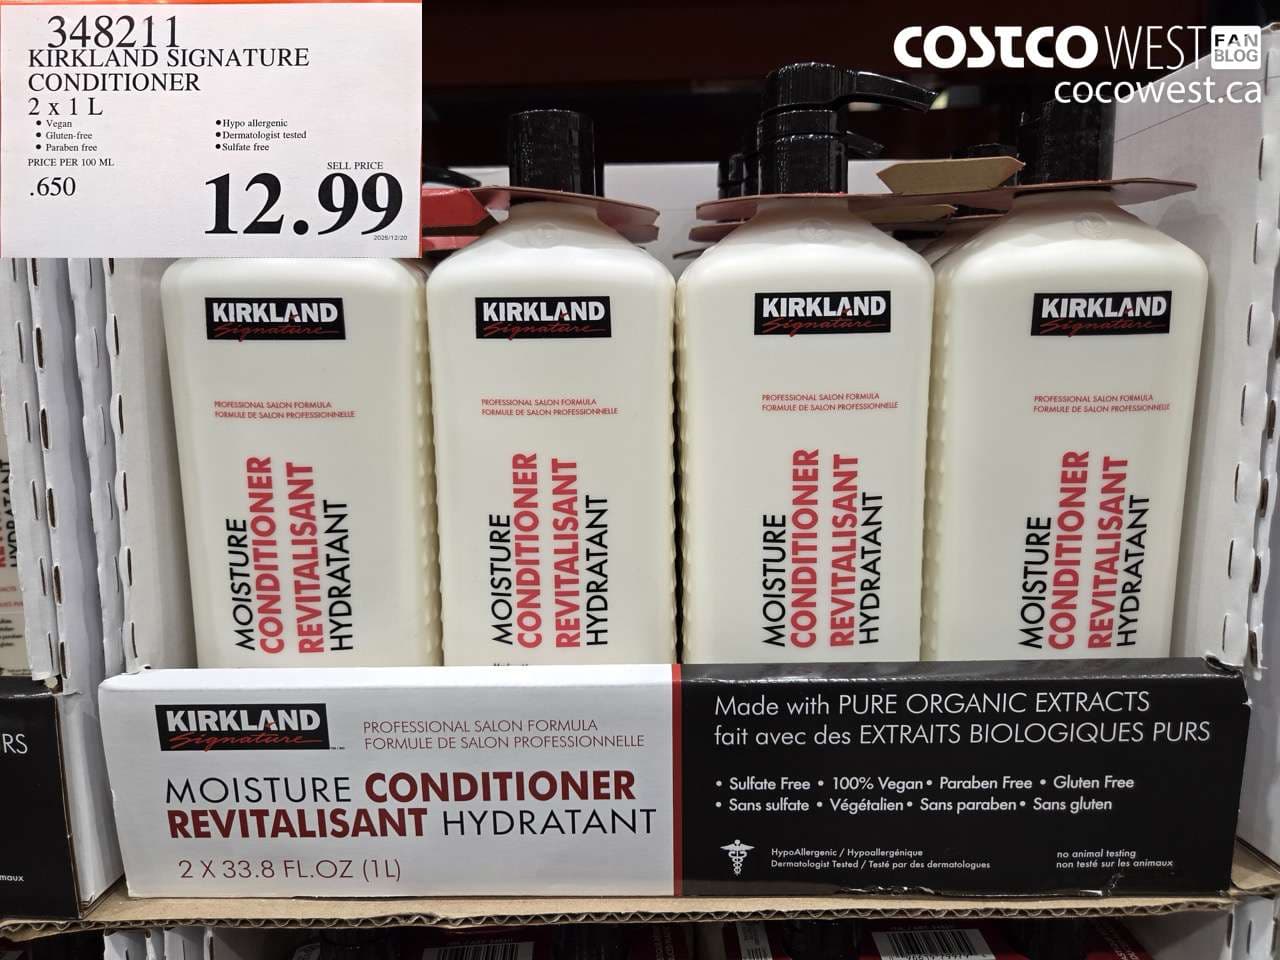 348211
KIRKLAND SIGNATURE
CONDITIONER
2 x 1 L
• Vegan
• Gluten-free
• Paraben free
• Hypo allergenic
• Dermatologist tested
• Sulfate free
PRICE PER 100 ML
.650
SELL PRICE
12.99
COSTCO WEST FAN BLOG
cocowest.ca
KIRKLAND
Signature
PROFESSIONAL SALON FORMULA
FORMULE DE SALON PROFESSIONNELLE
MOISTURE
CONDITIONER
REVITALISANT
HYDRATANT
KIRKLAND
Signature
PROFESSIONAL SALON FORMULA
FORMULE DE SALON PROFESSIONNELLE
MOISTURE
CONDITIONER
REVITALISANT
HYDRATANT
KIRKLAND
Signature
PROFESSIONAL SALON FORMULA
FORMULE DE SALON PROFESSIONNELLE
MOISTURE
CONDITIONER
REVITALISANT
HYDRATANT
KIRKLAND
Signature
PROFESSIONAL SALON FORMULA
FORMULE DE SALON PROFESSIONNELLE
MOISTURE
CONDITIONER
REVITALISANT
HYDRATANT
KIRKLAND
Signature
PROFESSIONAL SALON FORMULA
FORMULE DE SALON PROFESSIONNELLE
MOISTURE CONDITIONER
REVITALISANT HYDRATANT
2 X 33.8 FL.OZ (1L)
Made with PURE ORGANIC EXTRACTS
fait avec des EXTRAITS BIOLOGIQUES PURS
• Sulfate Free • 100% Vegan • Paraben Free • Gluten Free
• Sans sulfate • Végétalien • Sans paraben • Sans gluten
HypoAllergenic / Hypoallergénique
Dermatologist Tested / Testé par des dermatologues
no animal testing
non testé sur les animaux